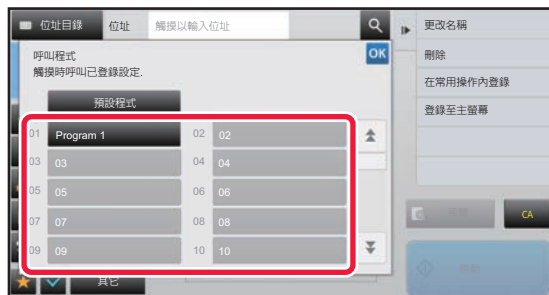 位址目錄 位址 觸摸以輸入位址
更改名稱
呼叫程式 OK
刪除
觸摸時呼叫已登錄設定.
在常用操作內登錄
預設程式
登錄至主螢幕
01 Program 1 02 02
03 03 04 04
05 05 06 06
07 07 08 08
CA
09 09 10 10
其它